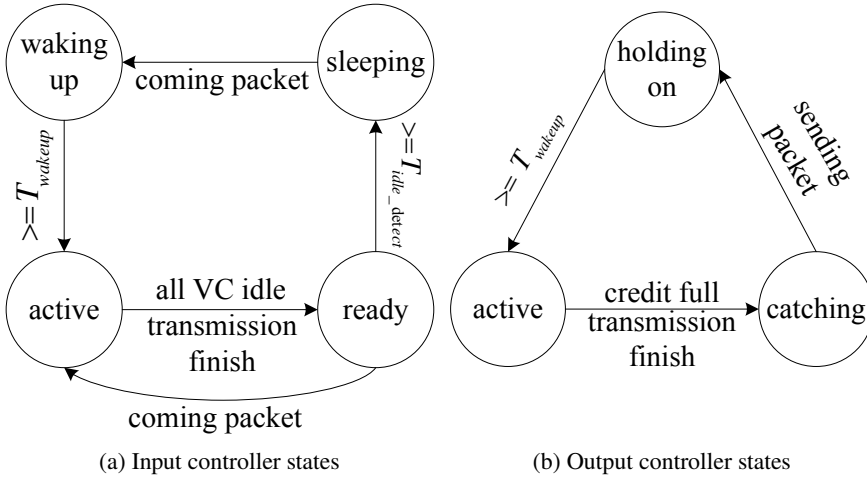 waking
up
coming packet
sleeping
>=T_wakeup
>=T_idle_detect
active
all VC idle
transmission
finish
ready
coming packet
(a) Input controller states
holding
on
>= T_wakeup
sending
packet
active
credit full
transmission
finish
catching
(b) Output controller states